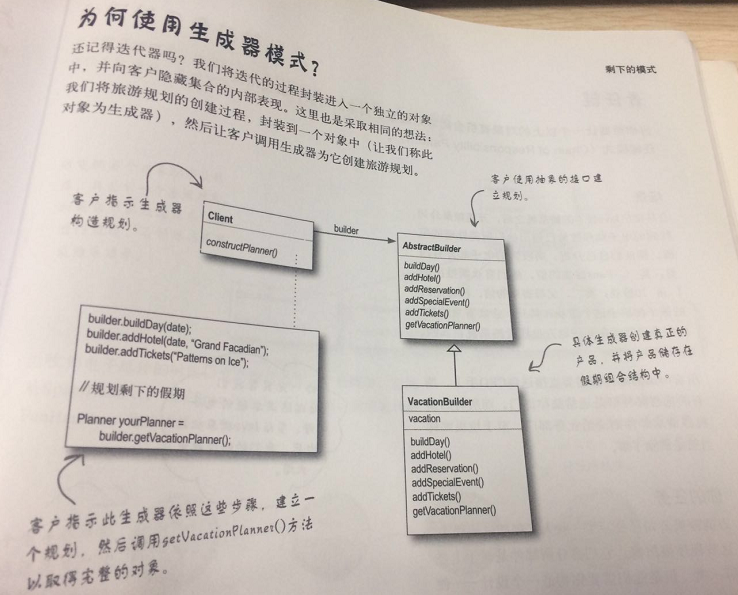 为何使用生成器模式？
剩下的模式
还记得迭代器吗？我们将迭代的过程封装进入一个独立的对象
中，并向客户隐藏集合的内部表现。这里也是采取相同的想法：
我们将旅游规划的创建过程，封装到一个对象中（让我们称此
对象为生成器），然后让客户调用生成器为它创建旅游规划。
客户指示生成器
构造规划。
Client
constructPlanner()
builder
客户使用抽象的接口建
立规划。
AbstractBuilder
buildDay()
addHotel()
addReservation()
addSpecialEvent()
addTickets()
getVacationPlanner()
builder.buildDay(date);
builder.addHotel(date, "Grand Facadian");
builder.addTickets("Patterns on Ice");
//规划剩下的假期
Planner yourPlanner =
builder.getVacationPlanner();
具体生成器创建真正的
产品，并将产品储存在
假期组合结构中。
VacationBuilder
vacation
buildDay()
addHotel()
addReservation()
addSpecialEvent()
addTickets()
getVacationPlanner()
客户指示此生成器依照这些步骤，建立一
个规划，然后调用getVacationPlanner()方法
以取得完整的对象。